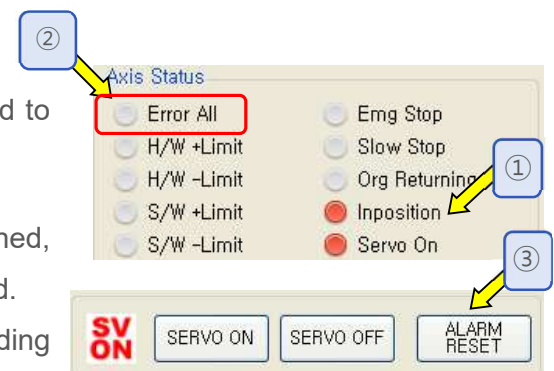 ②
Axis Status
d to
Error All
Emg Stop
H/W +Limit
Slow Stop
①
H/W -Limit
Org Returning
ned,
S/W +Limit
Inposition
S/W -Limit
Servo On
③
d.
ding
SV ON
SERVO ON
SERVO OFF
ALARM
RESET